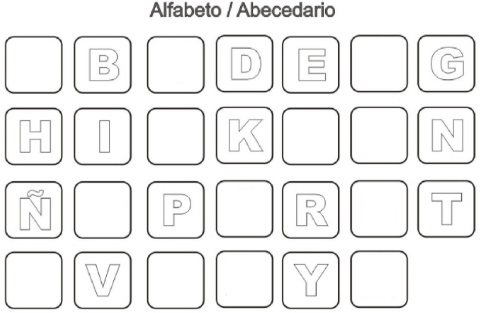 Alfabeto / Abecedario
B D E G
H I K N
Ñ P R T
V Y